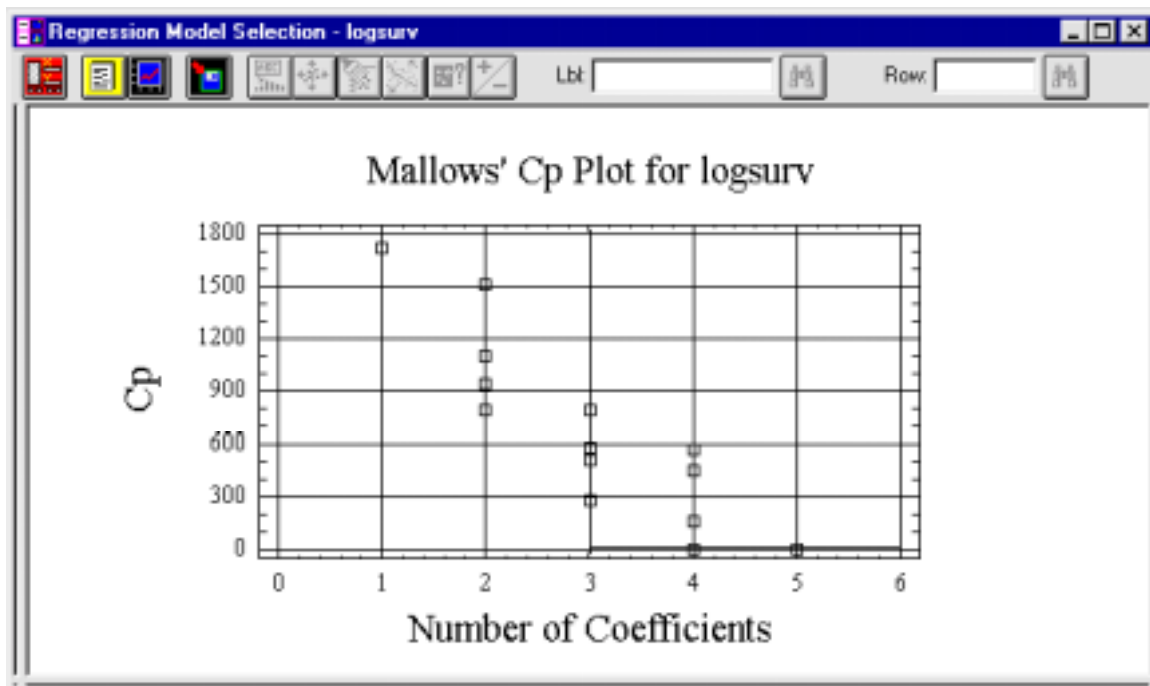 Regression Model Selection - logsurv
Lbl: Row:
Mallows' Cp Plot for logsurv
1800
1500
1200
900
600
300
0
Cp
0 1 2 3 4 5 6
Number of Coefficients